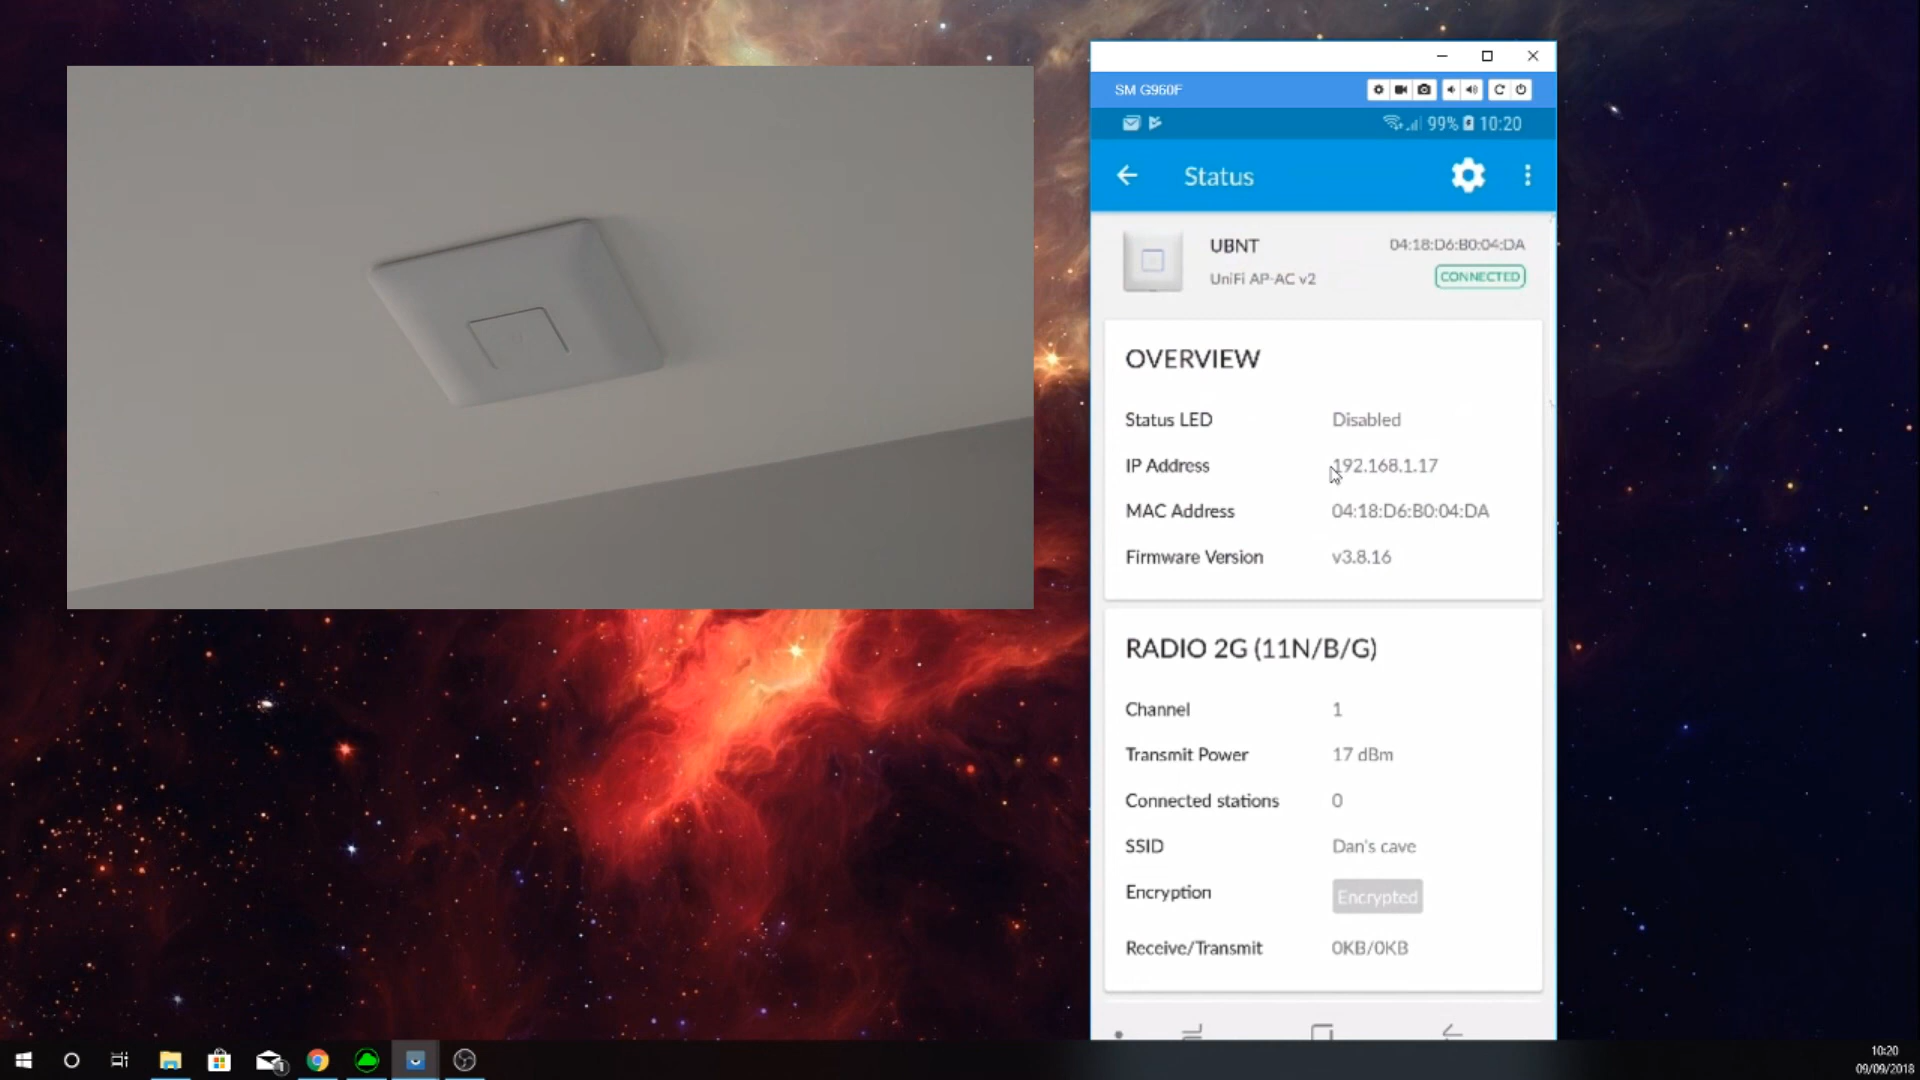 SM G960F
99% 10:20
Status
UBNT 04:18:D6:B0:04:DA
UniFi AP-AC v2 CONNECTED
OVERVIEW
Status LED Disabled
IP Address 192.168.1.17
MAC Address 04:18:D6:B0:04:DA
Firmware Version v3.8.16
RADIO 2G (11N/B/G)
Channel 1
Transmit Power 17 dBm
Connected stations 0
SSID Dan's cave
Encryption Encrypted
Receive/Transmit 0KB/0KB
1
10:20
09/09/2018